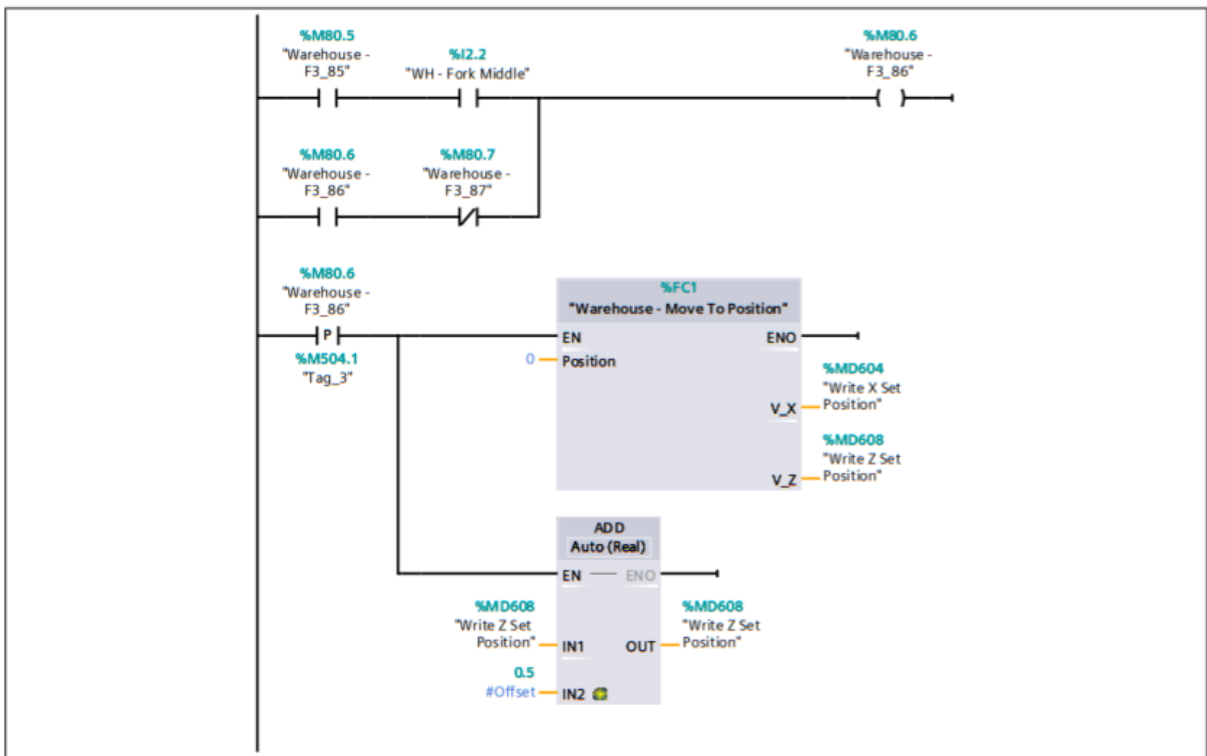 %M80.5
"Warehouse -
F3_85"
%I2.2
"WH - Fork Middle"
%M80.6
"Warehouse -
F3_86"
%M80.6
"Warehouse -
F3_86"
%M80.7
"Warehouse -
F3_87"
%M80.6
"Warehouse -
F3_86"
P
%M504.1
"Tag_3"
%FC1
"Warehouse - Move To Position"
EN
ENO
0
Position
%MD604
"Write X Set
Position"
V_X
%MD608
"Write Z Set
Position"
V_Z
ADD
Auto (Real)
EN
ENO
%MD608
"Write Z Set
Position"
IN1
OUT
%MD608
"Write Z Set
Position"
0.5
#Offset
IN2